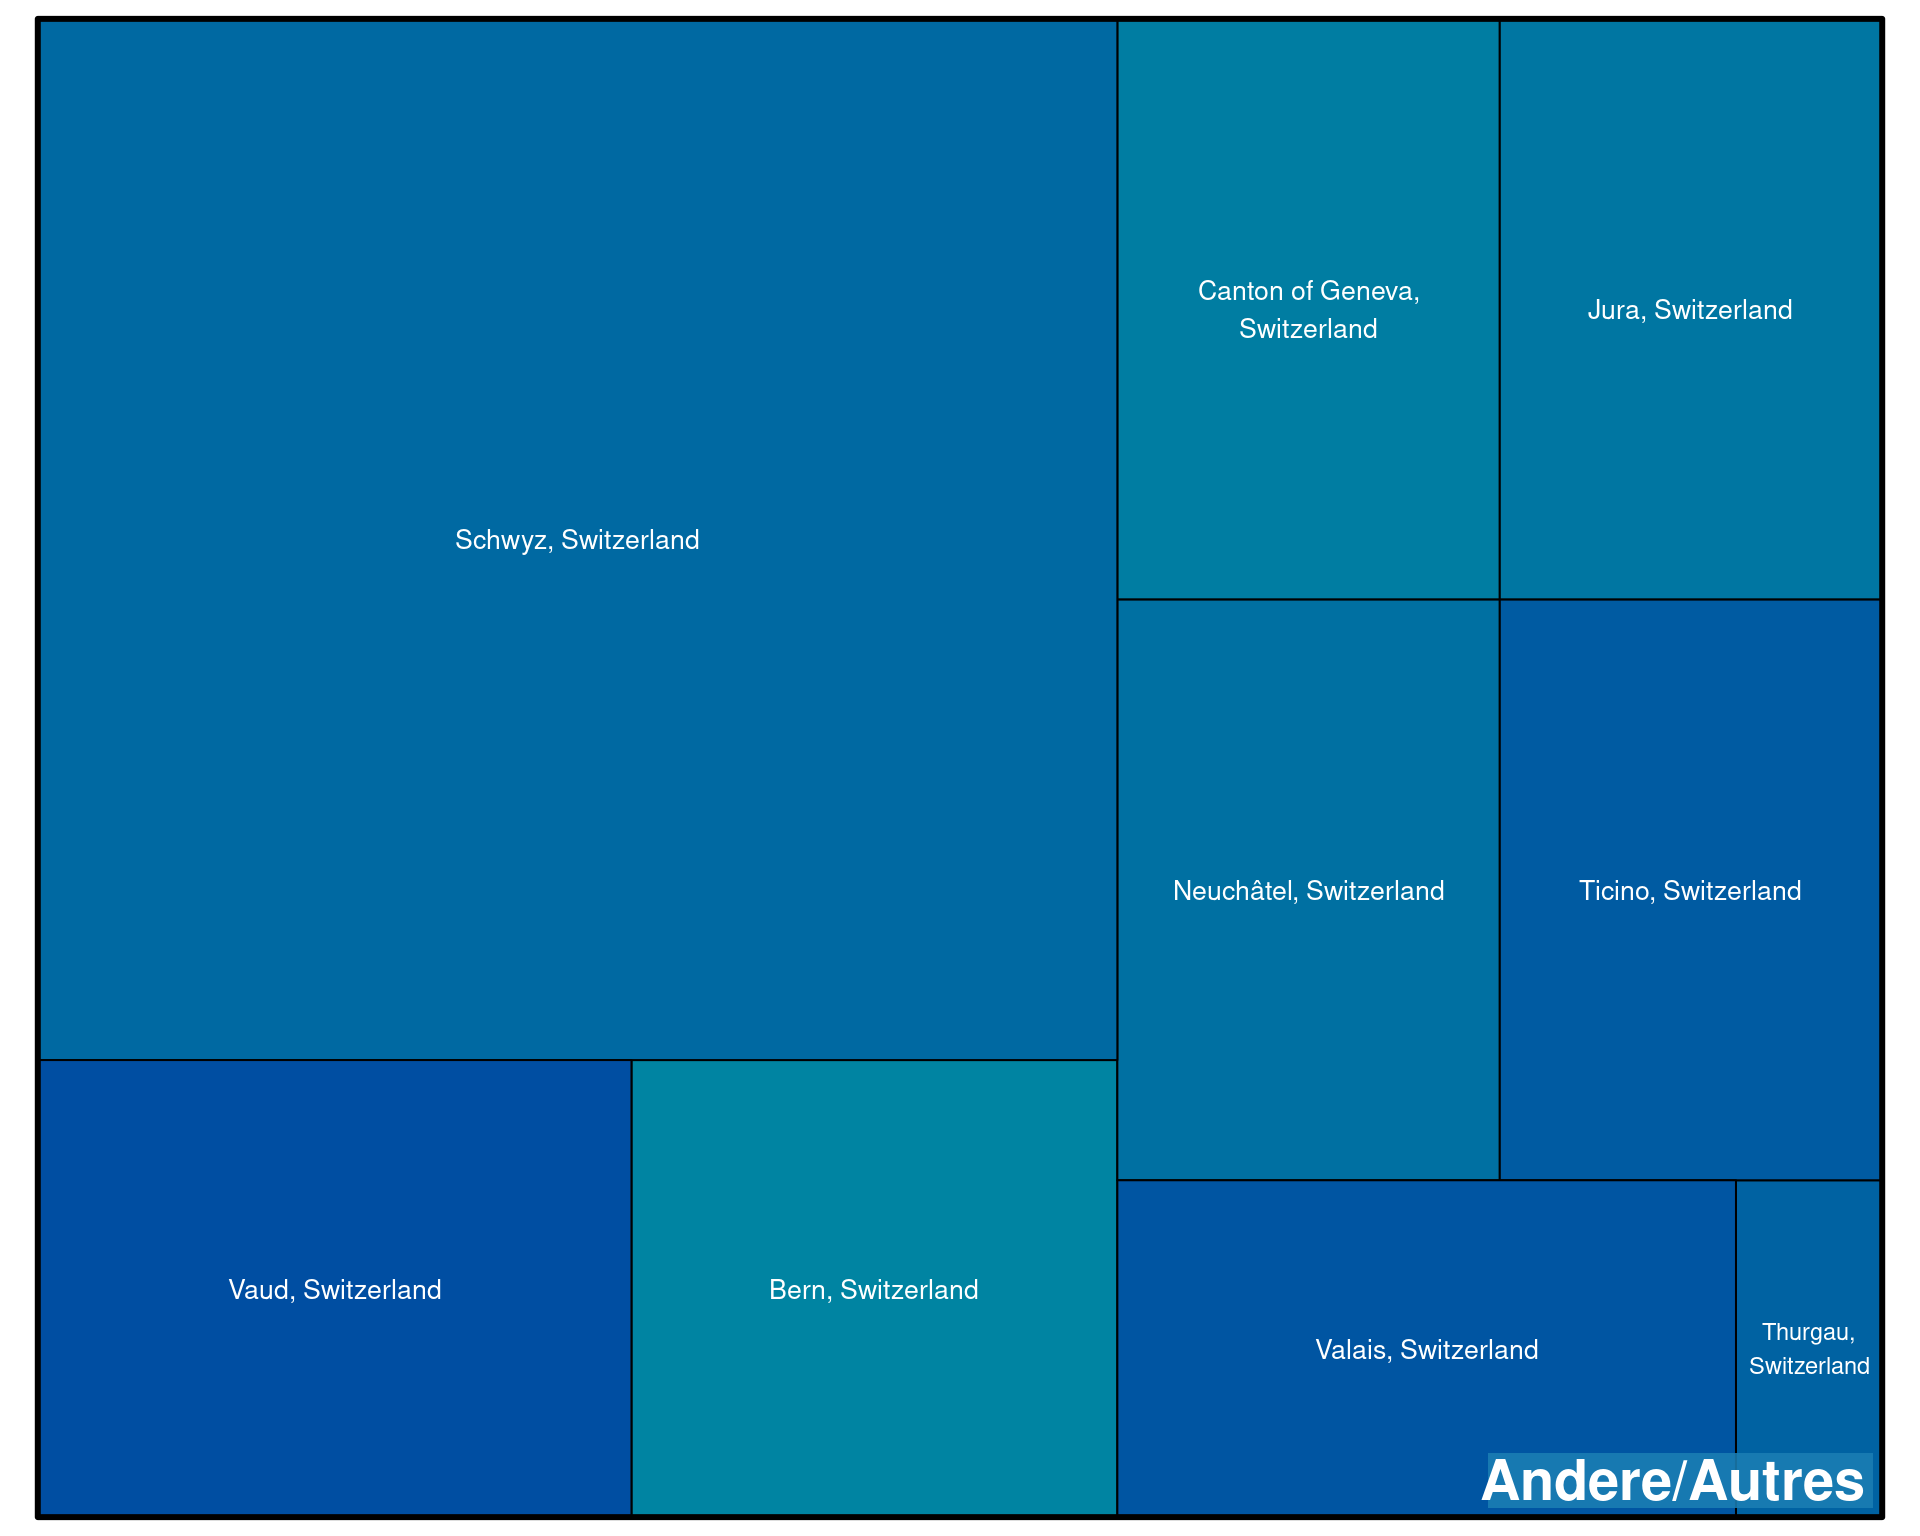 Schwyz, Switzerland
Canton of Geneva,
Switzerland
Jura, Switzerland
Neuchâtel, Switzerland
Ticino, Switzerland
Vaud, Switzerland
Bern, Switzerland
Valais, Switzerland
Thurgau,
Switzerland
Andere/Autres